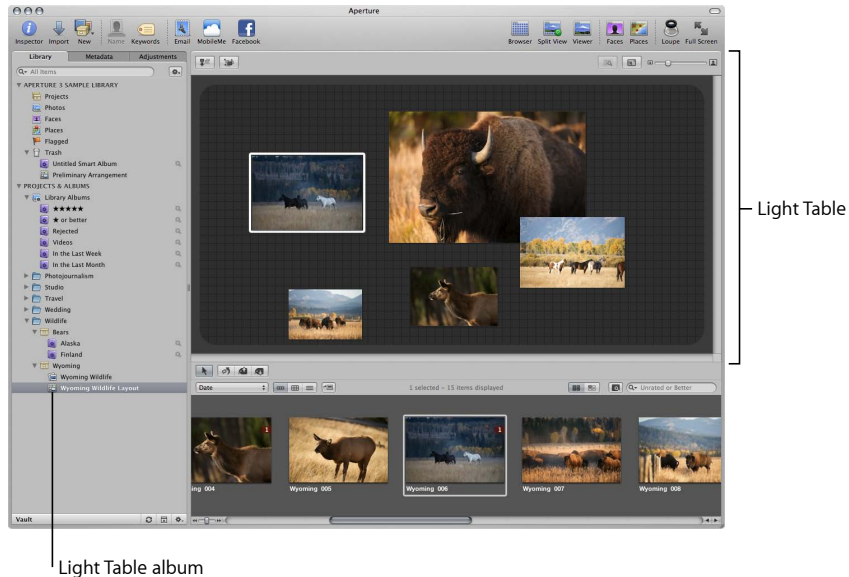 Aperture
Inspector Import New Name Keywords Email MobileMe Facebook Browser Split View Viewer Faces Places Loupe Full Screen
Library Metadata Adjustments
All Items
APERTURE 3 SAMPLE LIBRARY
Projects
Photos
Faces
Places
Flagged
Trash
Untitled Smart Album
Preliminary Arrangement
PROJECTS & ALBUMS
Library Albums
★★★★★
★ or better
Rejected
Videos
In the Last Week
In the Last Month
Photojournalism
Studio
Travel
Wedding
Wildlife
Bears
Alaska
Finland
Wyoming
Wyoming Wildlife
Wyoming Wildlife Layout
Vault
Light Table
Date
1 selected – 15 items displayed
Unrated or Better
1
1
ing 004
Wyoming 005
Wyoming 006
Wyoming 007
Wyoming 008
Light Table album